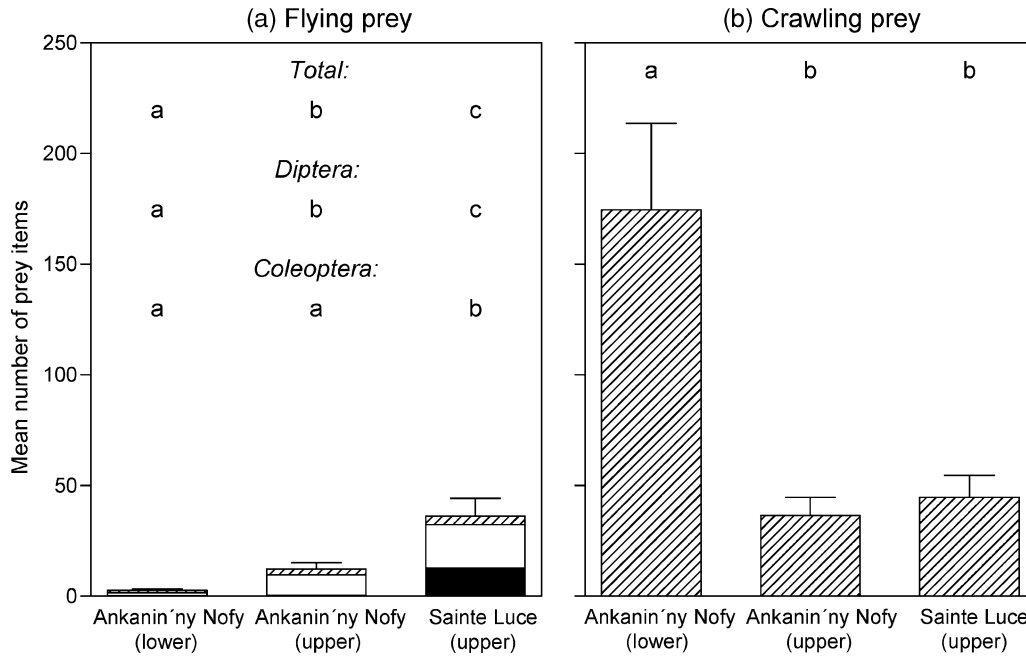 (a) Flying prey
(b) Crawling prey
Mean number of prey items
250
200
150
100
50
0
Total:
a b c
Diptera:
a b c
Coleoptera:
a a b
Ankanin´ny Nofy
(lower)
Ankanin´ny Nofy
(upper)
Sainte Luce
(upper)
a b b
Ankanin´ny Nofy
(lower)
Ankanin´ny Nofy
(upper)
Sainte Luce
(upper)